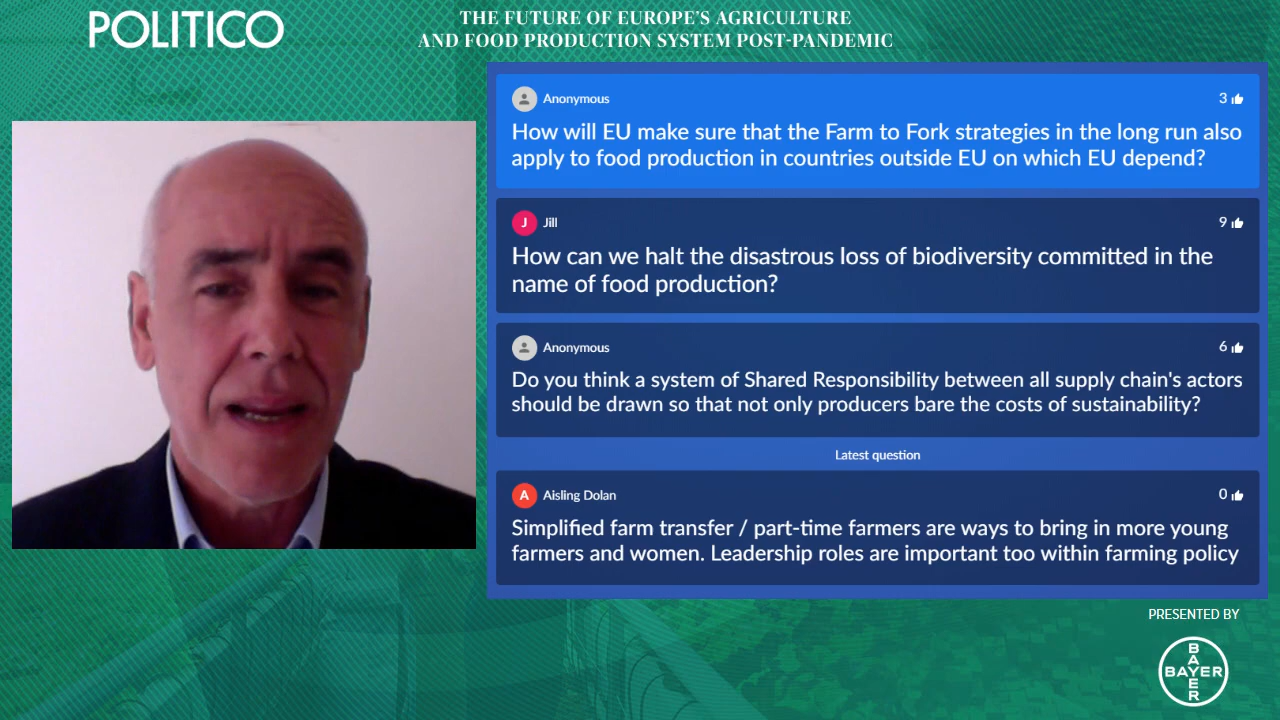 POLITICO
THE FUTURE OF EUROPE'S AGRICULTURE
AND FOOD PRODUCTION SYSTEM POST-PANDEMIC
Anonymous
3
How will EU make sure that the Farm to Fork strategies in the long run also
apply to food production in countries outside EU on which EU depend?
J
Jill
9
How can we halt the disastrous loss of biodiversity committed in the
name of food production?
Anonymous
6
Do you think a system of Shared Responsibility between all supply chain's actors
should be drawn so that not only producers bare the costs of sustainability?
Latest question
A
Aisling Dolan
0
Simplified farm transfer / part-time farmers are ways to bring in more young
farmers and women. Leadership roles are important too within farming policy
PRESENTED BY
BAYER
BAYER